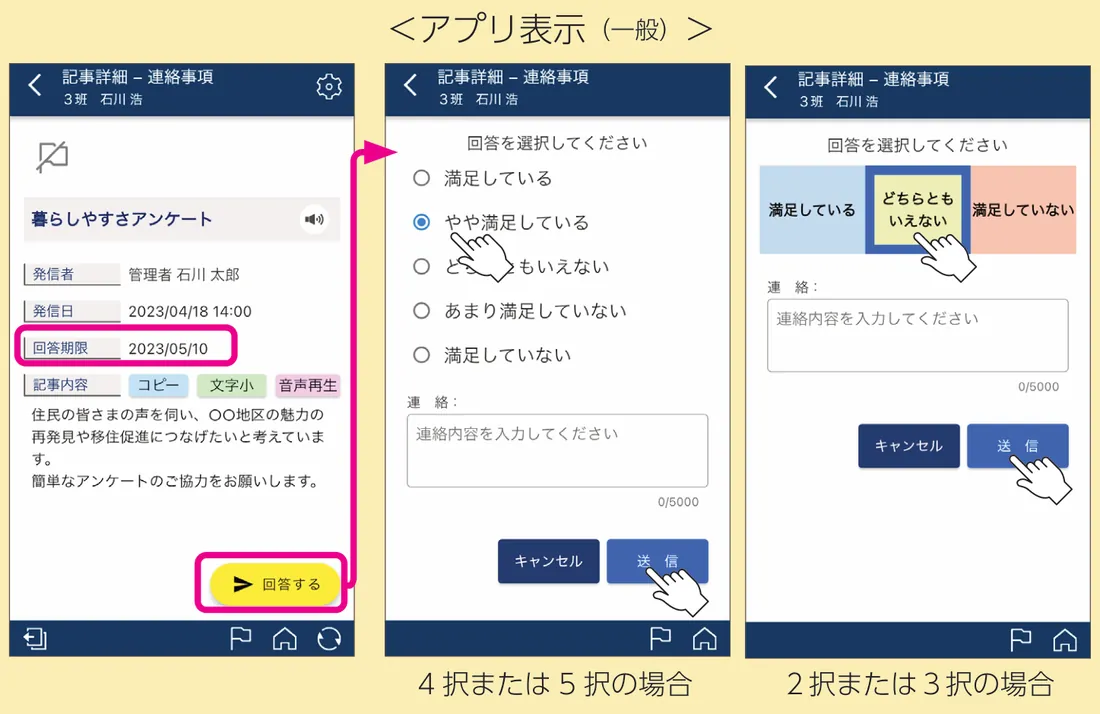 ＜アプリ表示（一般）＞
記事詳細 – 連絡事項
３班　石川 浩
暮らしやすさアンケート
発信者　管理者 石川 太郎
発信日　2023/04/18 14:00
回答期限　2023/05/10
記事内容　コピー　文字小　音声再生
住民の皆さまの声を伺い、〇〇地区の魅力の
再発見や移住促進につなげたいと考えていま
す。
簡単なアンケートのご協力をお願いします。
回答する
記事詳細 – 連絡事項
３班　石川 浩
回答を選択してください
満足している
やや満足している
ど　　ともいえない
あまり満足していない
満足していない
連　絡：
連絡内容を入力してください
0/5000
キャンセル　送　信
４択または５択の場合
記事詳細 – 連絡事項
３班　石川 浩
回答を選択してください
満足している　どちらとも　満足していない
いえない
連　絡：
連絡内容を入力してください
0/5000
キャンセル　送　信
２択または３択の場合